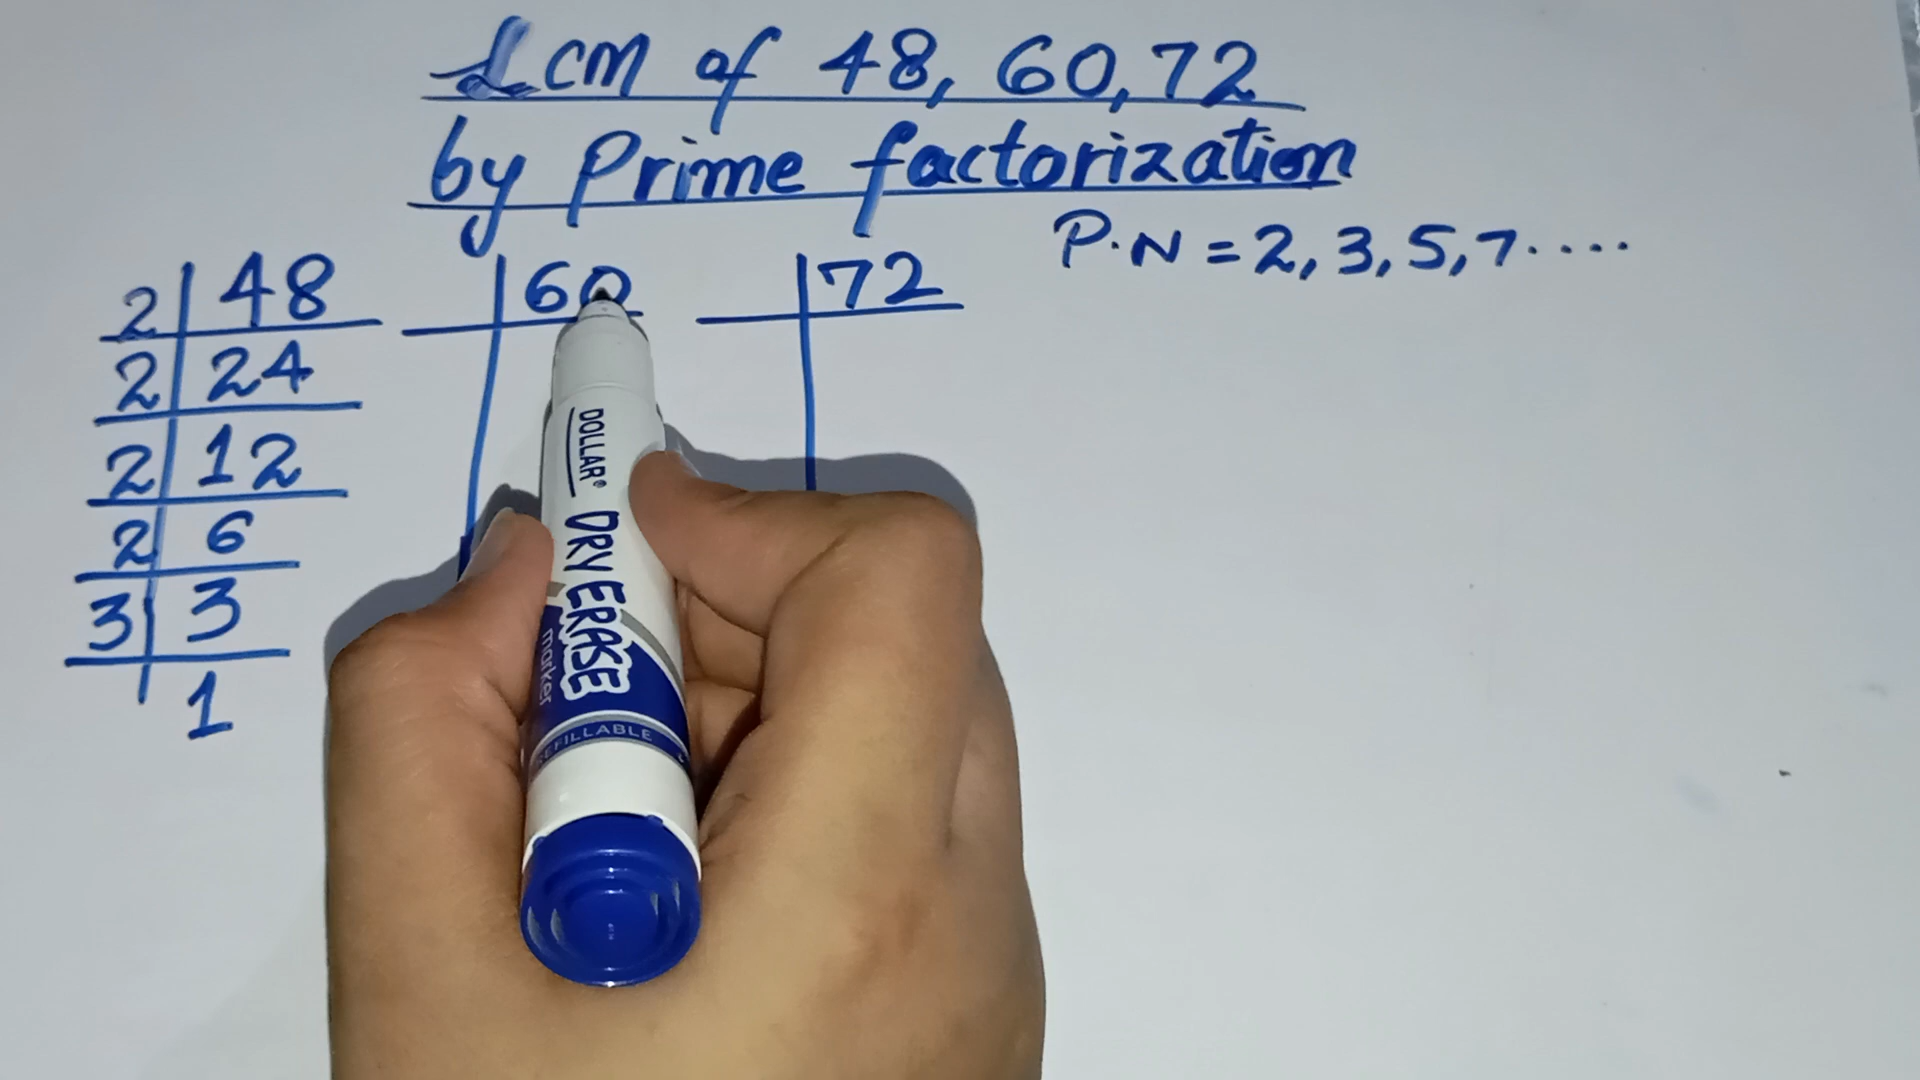 LCM of 48, 60, 72
by Prime factorization
P.N = 2, 3, 5, 7....
2 48
2 24
2 12
2 6
3 3
1
60
72
DOLLAR®
DRY ERASE
marker
REFILLABLE